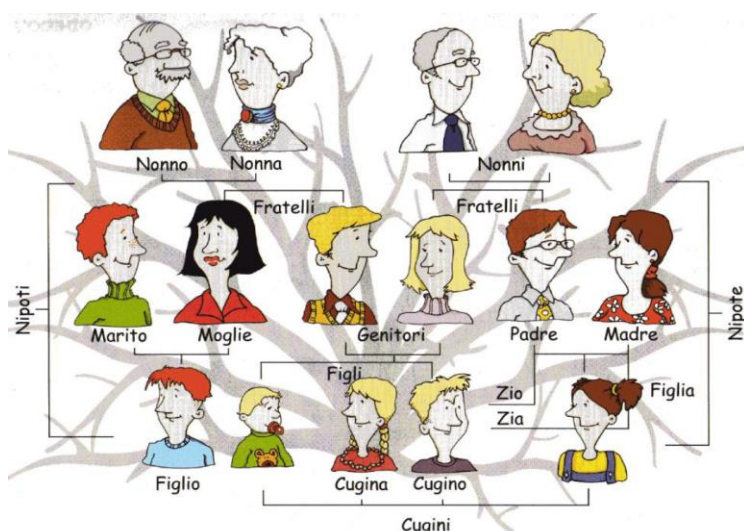 Nonno
Nonna
Nonni
Fratelli
Fratelli
Nipoti
Nipote
Marito
Moglie
Genitori
Padre
Madre
Figli
Zio
Zia
Figlia
Figlio
Cugina
Cugino
Cugini